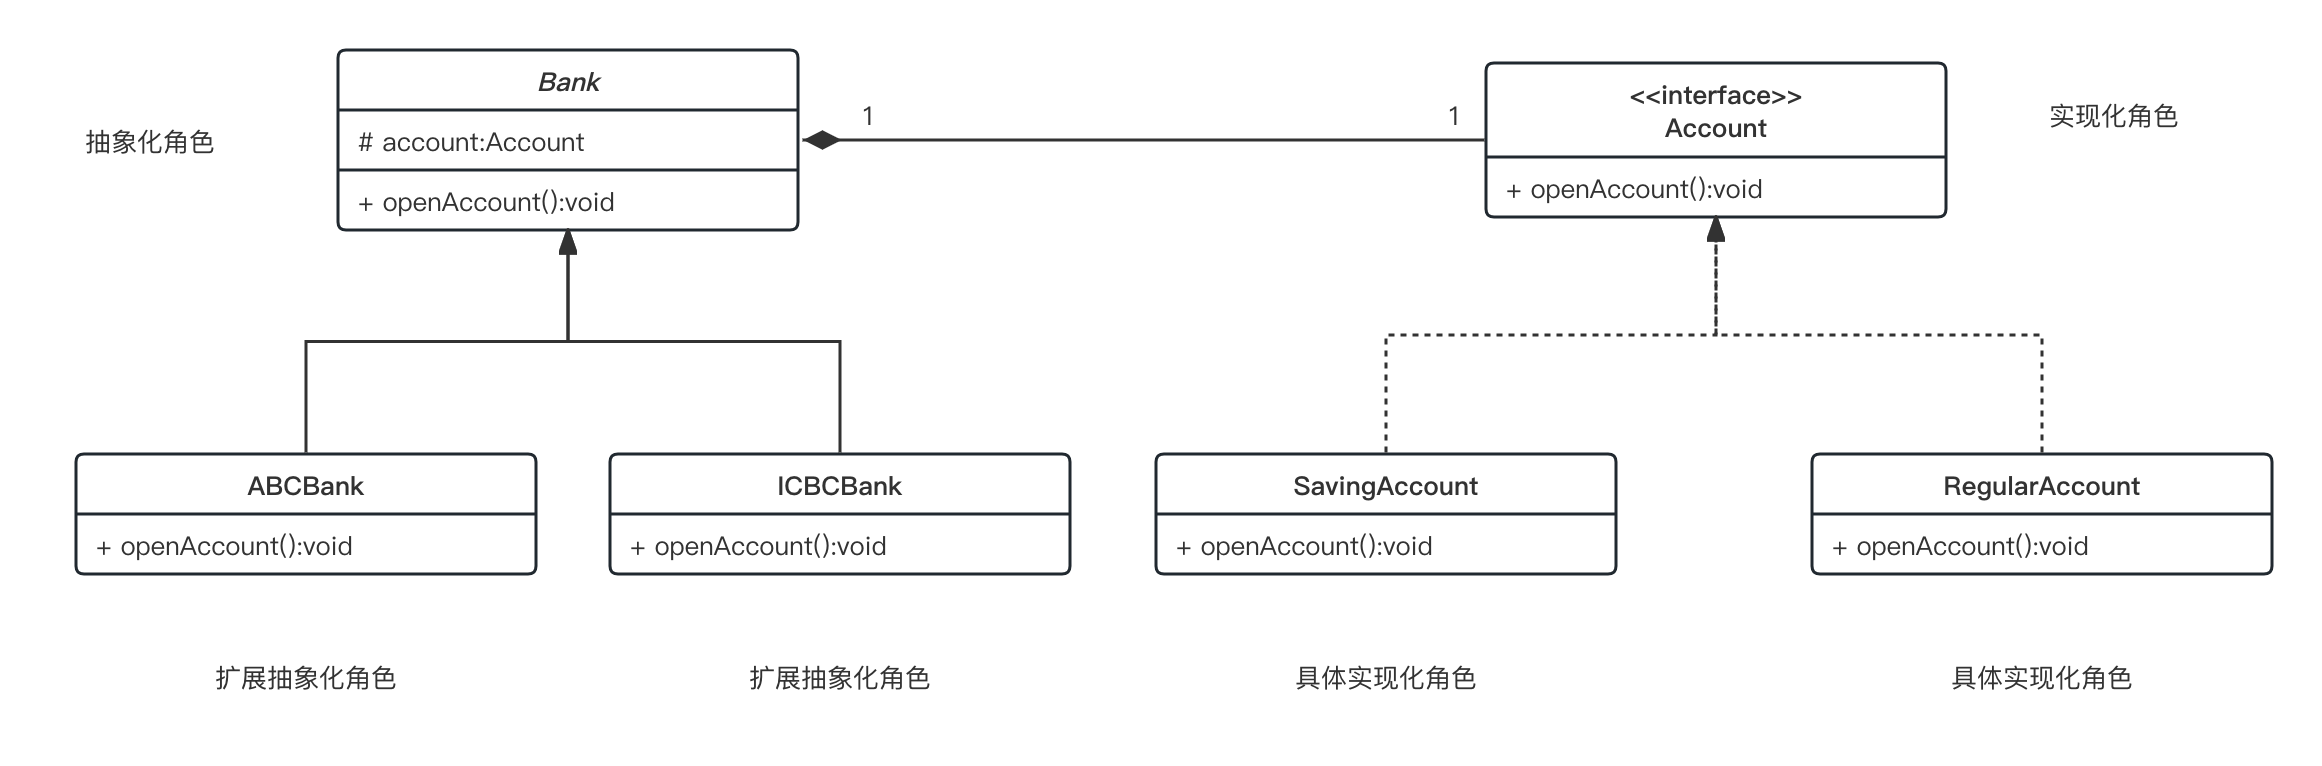 抽象化角色
Bank
# account:Account
+ openAccount():void
1
1
<<interface>>
Account
+ openAccount():void
实现化角色
ABCBank
+ openAccount():void
ICBCBank
+ openAccount():void
SavingAccount
+ openAccount():void
RegularAccount
+ openAccount():void
扩展抽象化角色
扩展抽象化角色
具体实现化角色
具体实现化角色